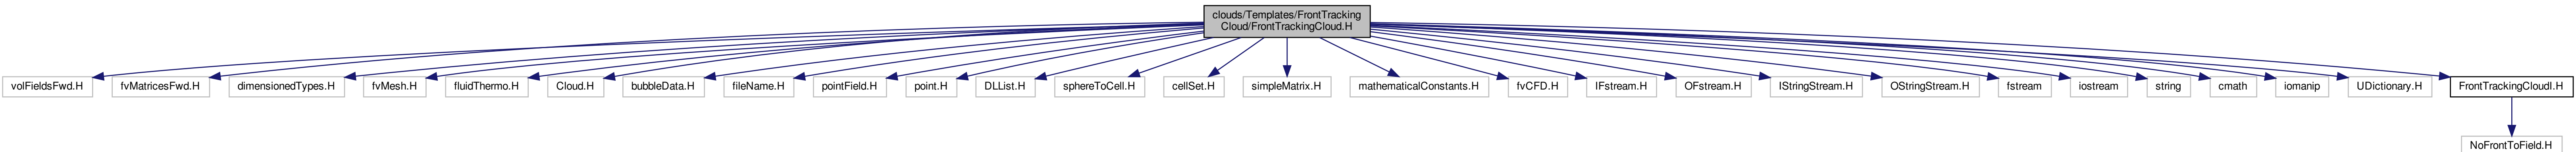 clouds/Templates/FrontTracking
Cloud/FrontTrackingCloud.H
volFieldsFwd.H
fvMatricesFwd.H
dimensionedTypes.H
fvMesh.H
fluidThermo.H
Cloud.H
bubbleData.H
fileName.H
pointField.H
point.H
DLList.H
sphereToCell.H
cellSet.H
simpleMatrix.H
mathematicalConstants.H
fvCFD.H
IFstream.H
OFstream.H
IStringStream.H
OStringStream.H
fstream
iostream
string
cmath
iomanip
UDictionary.H
FrontTrackingCloudI.H
NoFrontToField.H